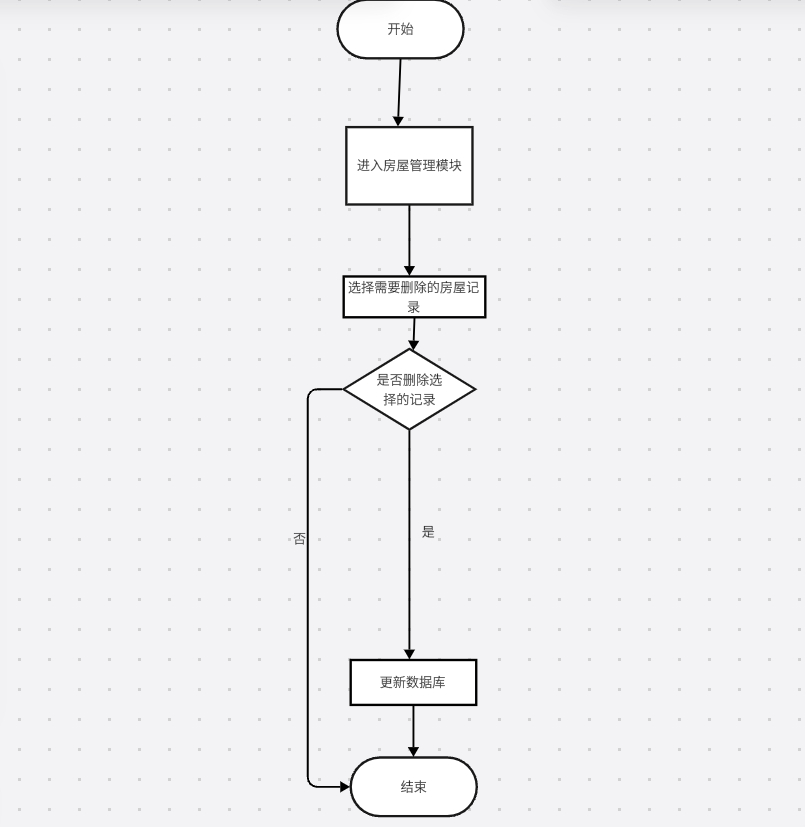 开始
进入房屋管理模块
选择需要删除的房屋记
录
是否删除选
择的记录
是
否
更新数据库
结束